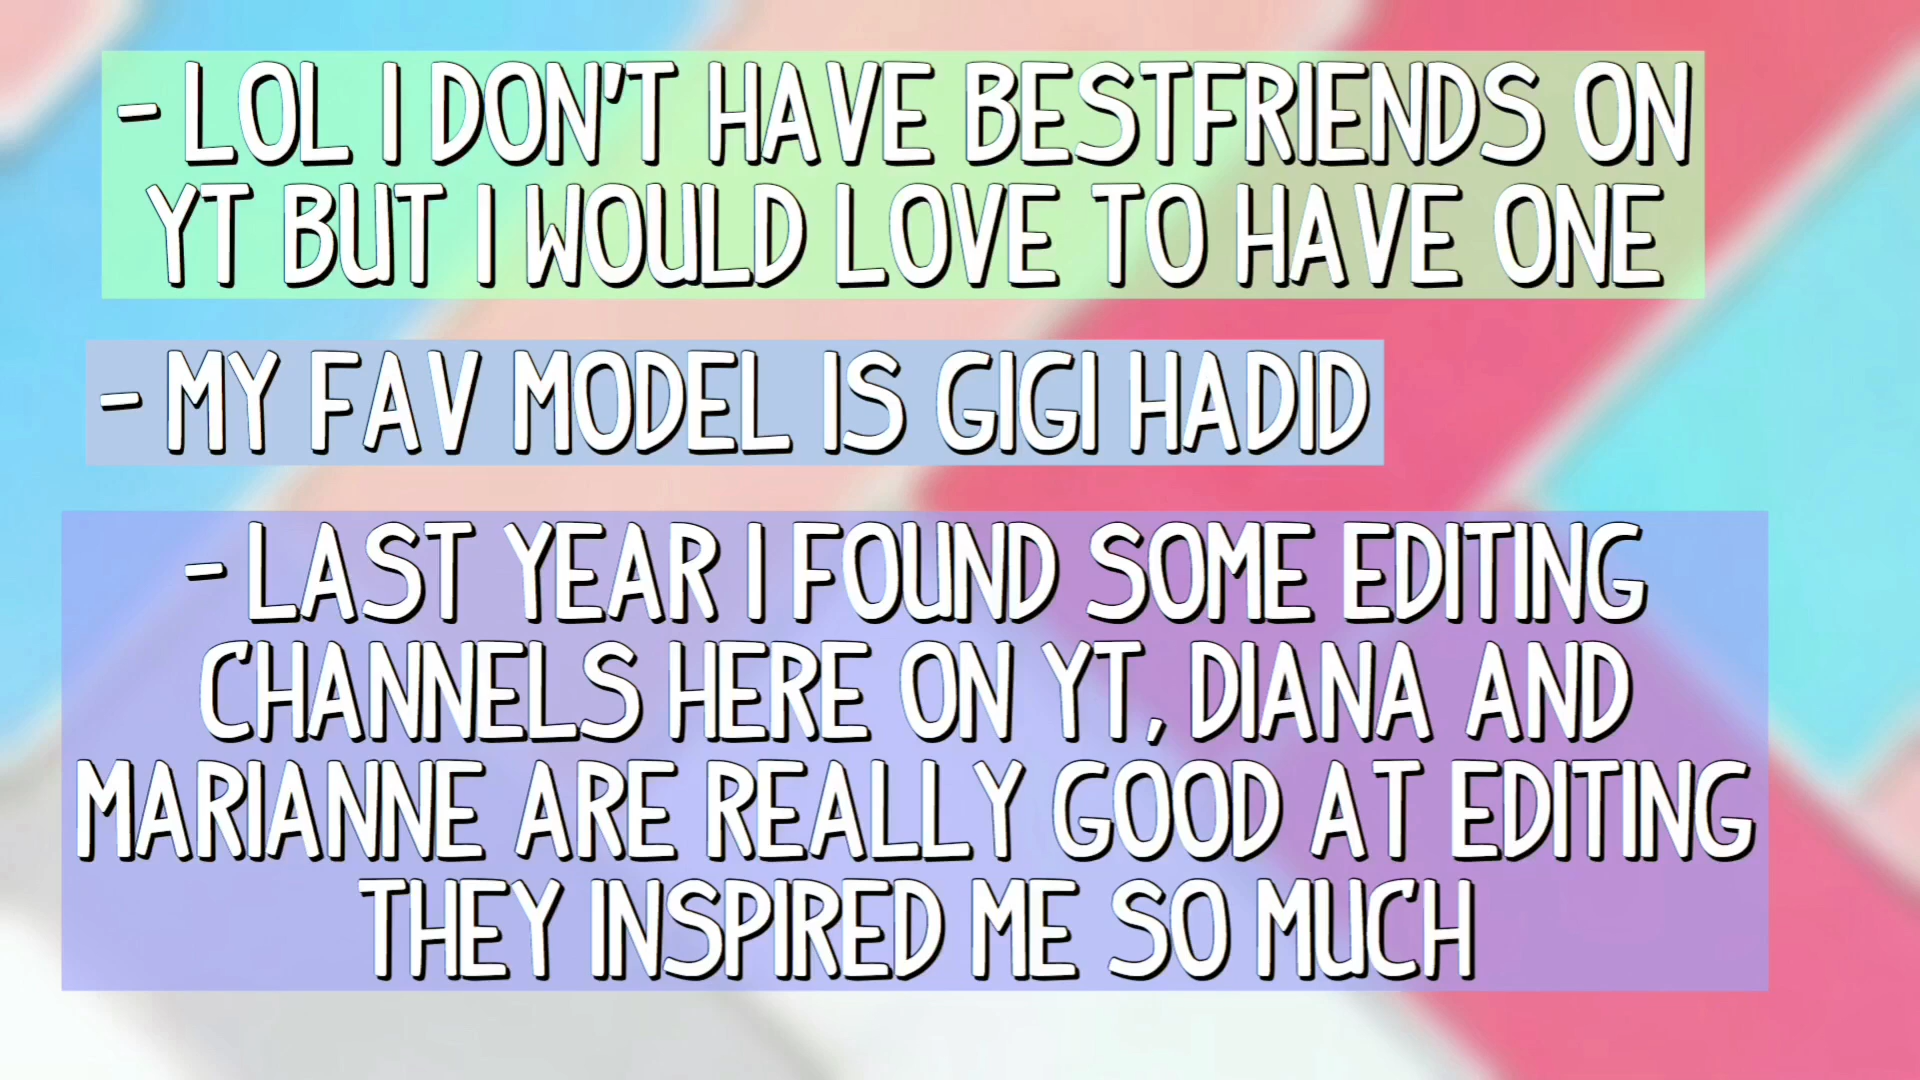 - LOL I DON'T HAVE BESTFRIENDS ON
YT BUT I WOULD LOVE TO HAVE ONE
- MY FAV MODEL IS GIGI HADID
- LAST YEAR I FOUND SOME EDITING
CHANNELS HERE ON YT, DIANA AND
MARIANNE ARE REALLY GOOD AT EDITING
THEY INSPIRED ME SO MUCH